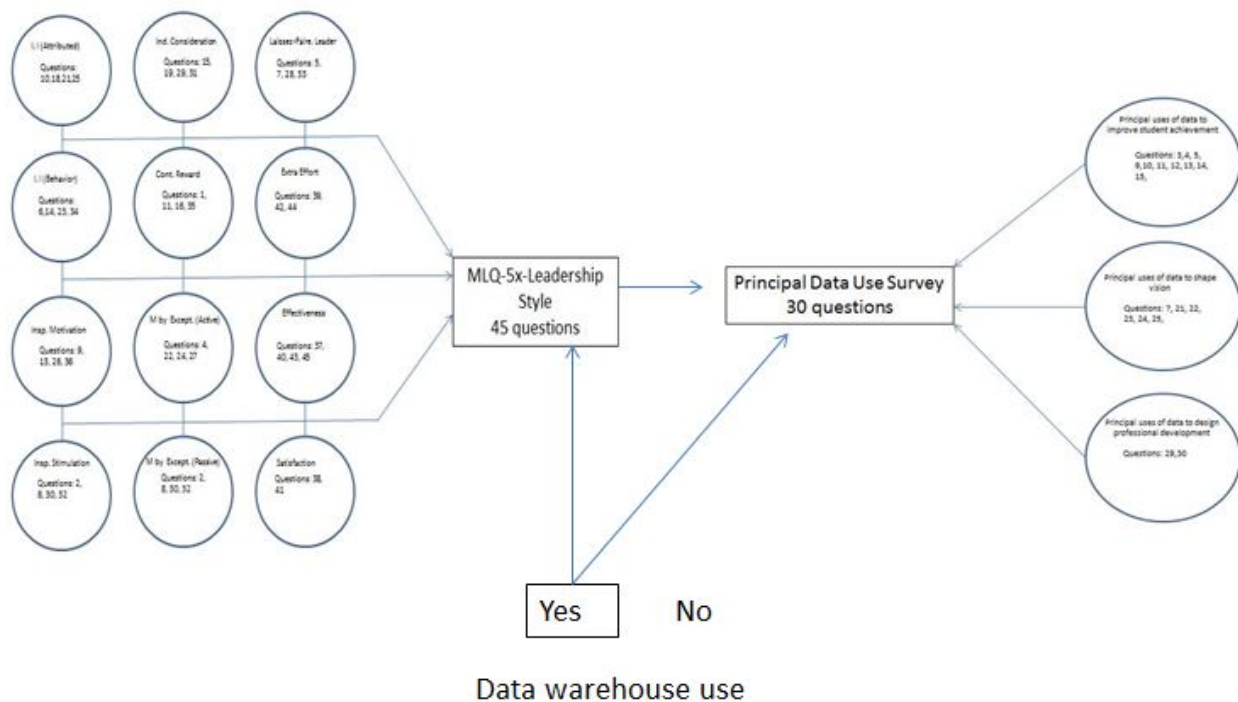 I.I (Attributed)
Questions:
10,18,21,25
Ind. Consideration
Questions: 15,
19, 29, 31
Laisses-Faire. Leader
Questions: 5,
7, 28, 33
I.I (Behavior)
Questions:
6,14, 23, 34
Cont. Reward
Questions: 1,
11, 16, 35
Extra Effort
Questions: 39,
42, 44
Insp. Motivation
Questions: 9,
13, 26, 36
M by Except. (Active)
Questions: 4,
22, 24, 27
Effectiveness
Questions: 37,
40, 43, 45
Insp. Stimulation
Questions: 2,
8, 30, 32
M by Except. (Passive)
Questions: 2,
8, 30, 32
Satisfaction
Questions: 38,
41
MLQ-5x-Leadership
Style
45 questions
Principal Data Use Survey
30 questions
Principal uses of data to
improve student achievement
Questions: 3,4, 5,
9,10, 11, 12, 13, 14,
15,
Principal uses of data to shape
vision
Questions: 7, 21, 22,
23, 24, 25,
Principal uses of data to design
professional development
Questions: 29,30
Yes
No
Data warehouse use